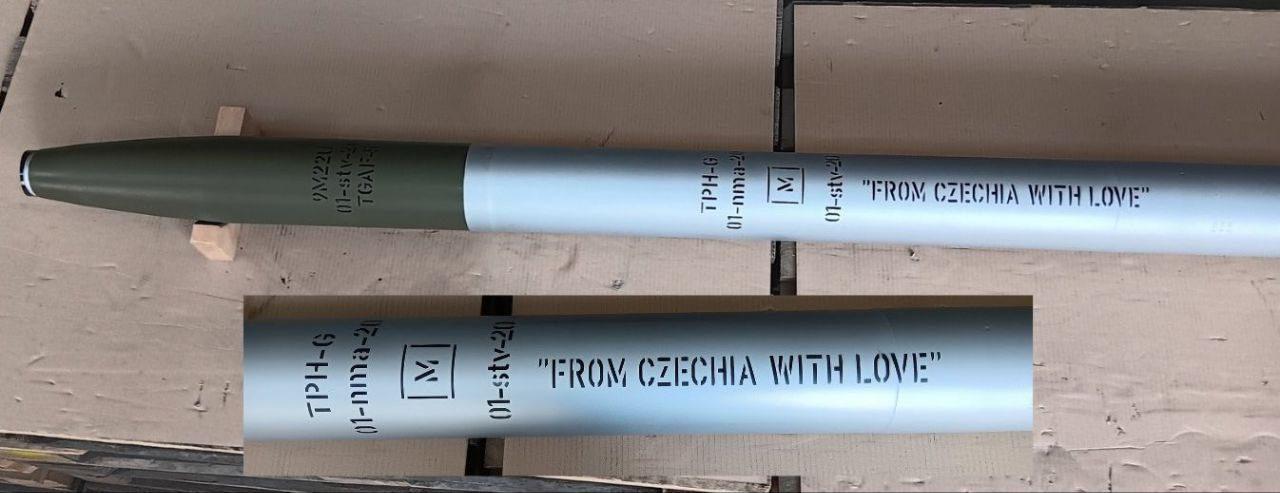 9M22U
01-stv-2
TGAF-
TPH-G
01-nma-20
M
01-stv-20
"FROM CZECHIA WITH LOVE"
TPH-G
01-nma-20
M
01-stv-20
"FROM CZECHIA WITH LOVE"